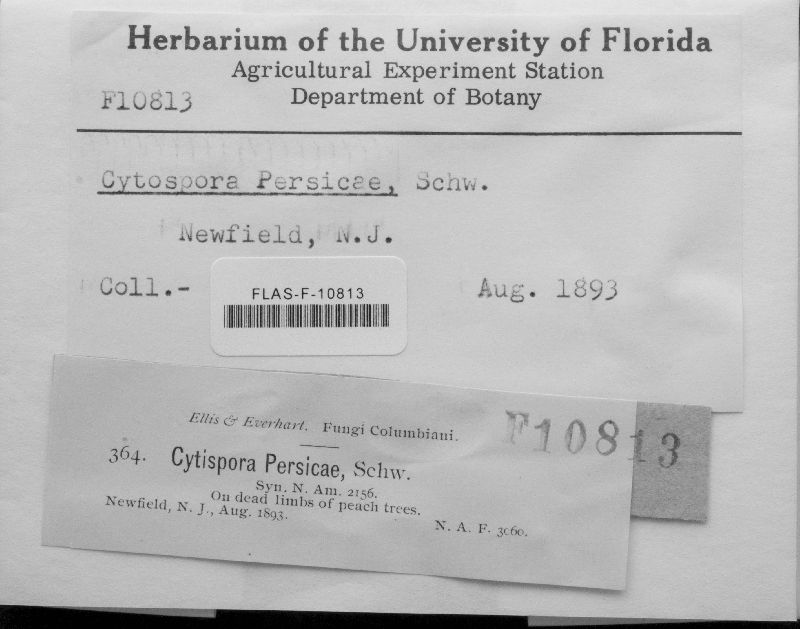 Herbarium of the University of Florida
Agricultural Experiment Station
Department of Botany
F10813
Cytospora Persicae, Schw.
Newfield, N.J.
Coll.-
Aug. 1893
FLAS-F-10813
Ellis & Everhart. Fungi Columbiani.
F10813
364. Cytispora Persicae, Schw.
Syn. N. Am. 2156.
On dead limbs of peach trees.
Newfield, N. J., Aug. 1893.
N. A. F. 3060.